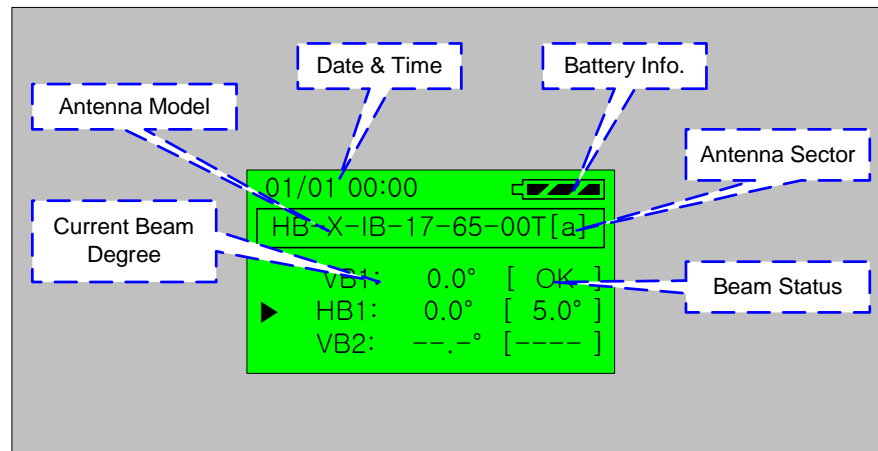 Date & Time
Battery Info.
Antenna Model
Antenna Sector
01/01 00:00
HB-X-IB-17-65-00T[a]
Current Beam
Degree
VB1: 0.0° [ OK ]
Beam Status
HB1: 0.0° [ 5.0° ]
VB2: --.-° [---- ]